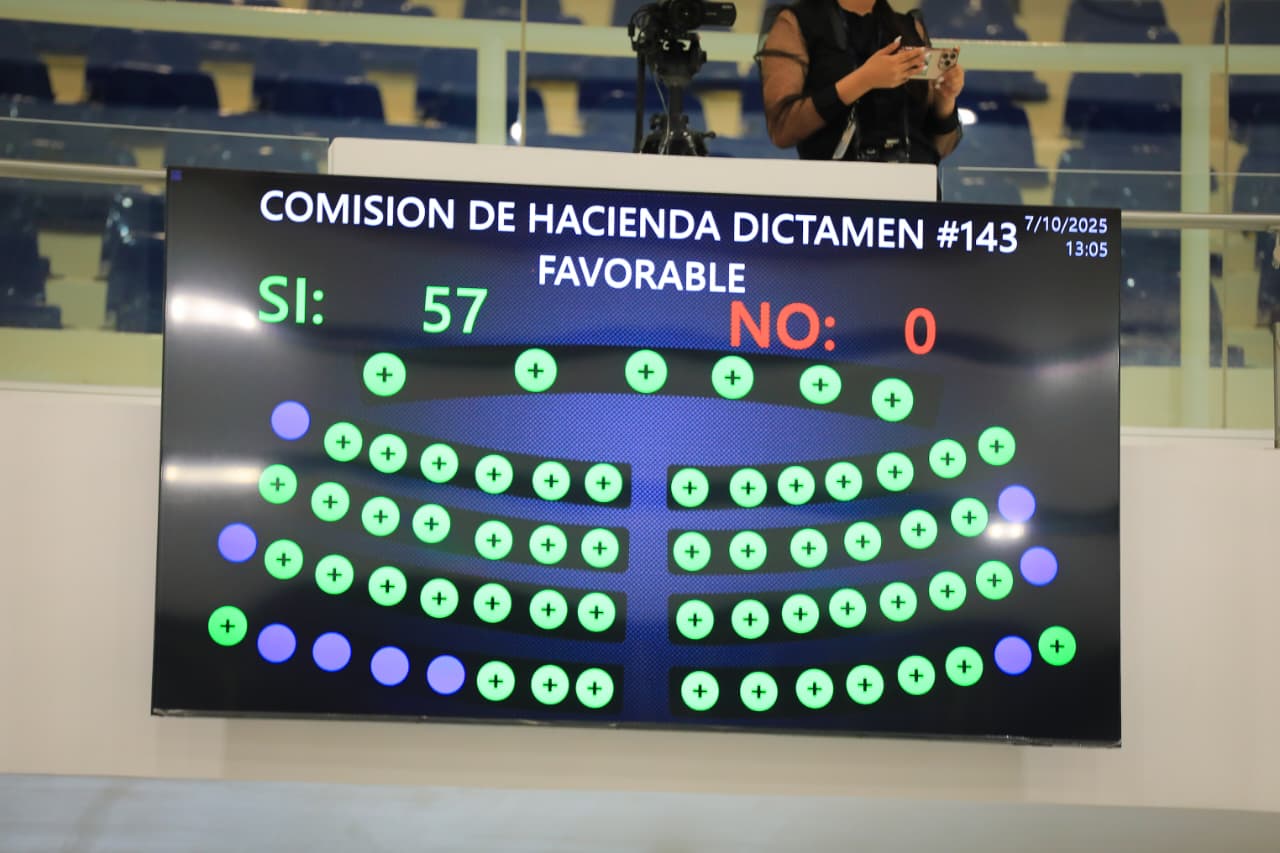 COMISION DE HACIENDA DICTAMEN #143
7/10/2025
13:05
FAVORABLE
SI: 57 NO: 0